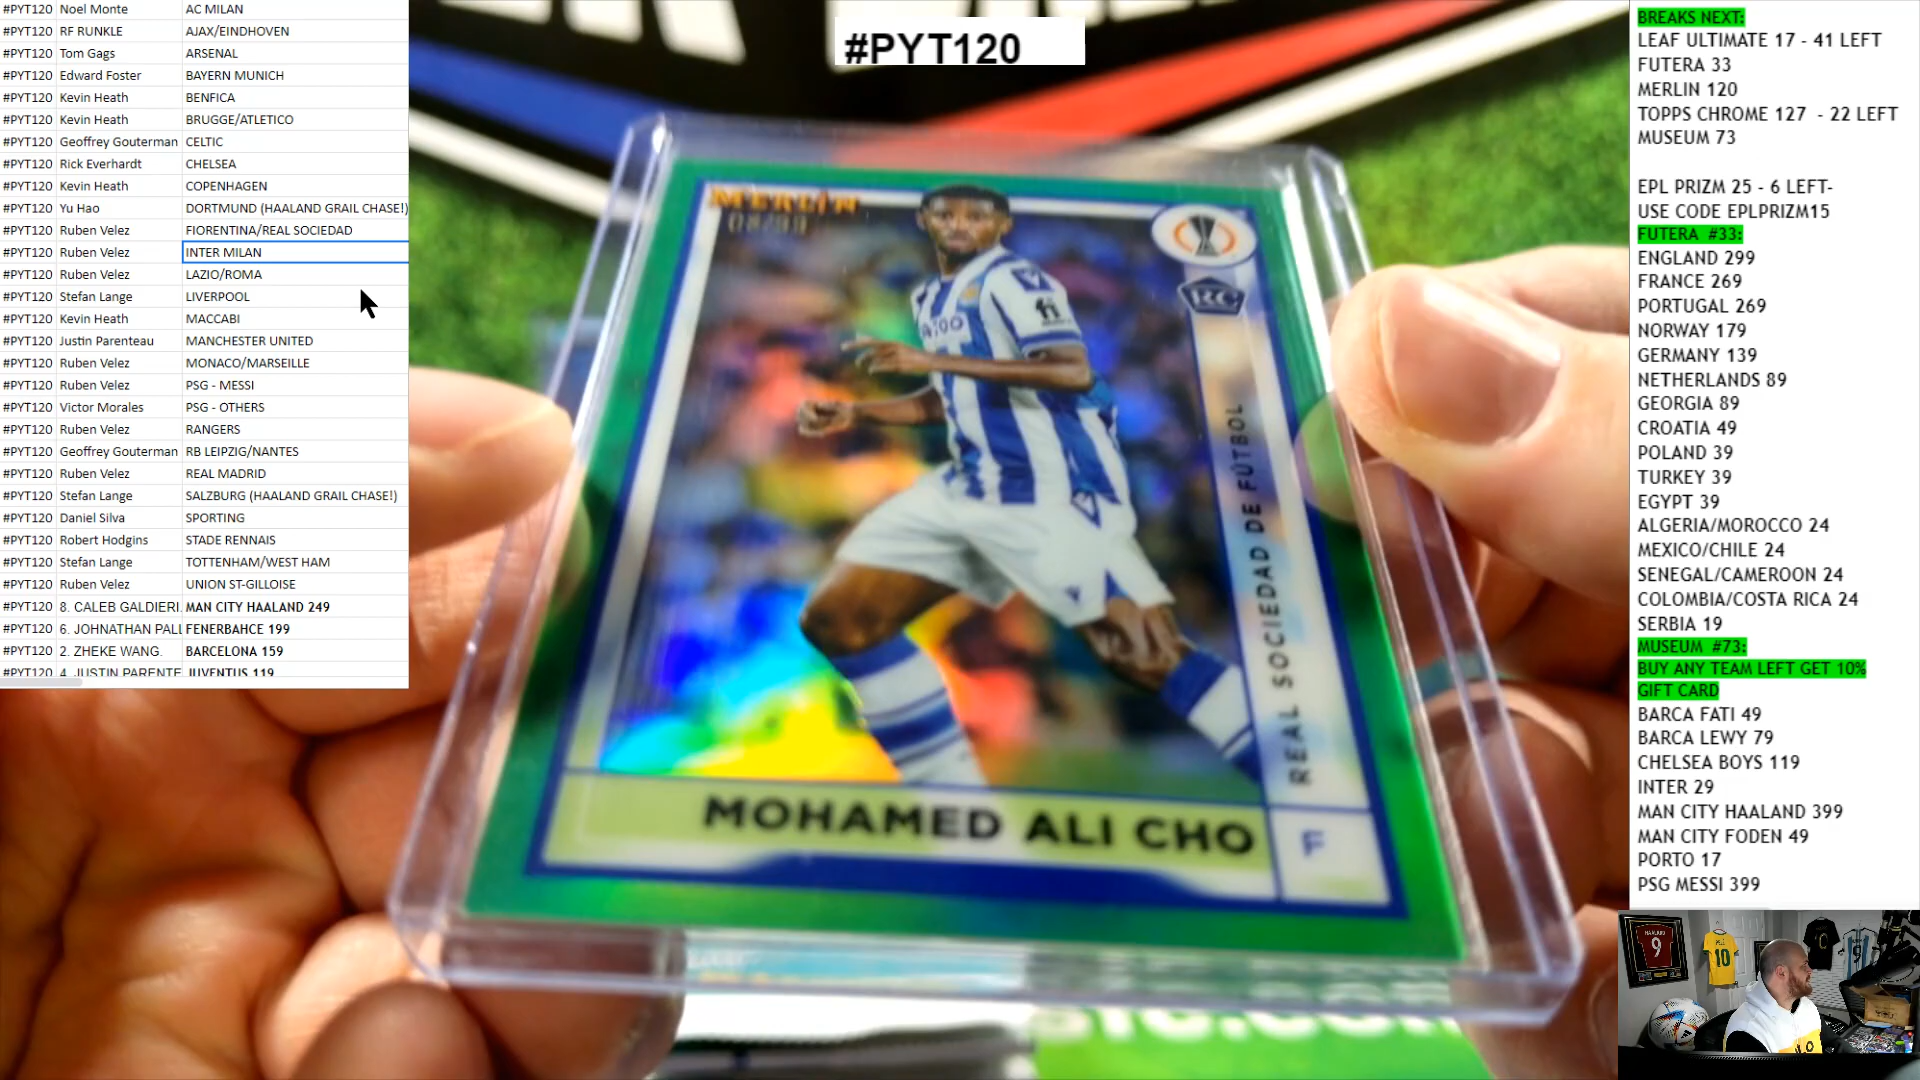 #PYT120 Noel Monte AC MILAN
#PYT120 RF RUNKLE AJAX/EINDHOVEN
#PYT120 Tom Gags ARSENAL
#PYT120 Edward Foster BAYERN MUNICH
#PYT120 Kevin Heath BENFICA
#PYT120 Kevin Heath BRUGGE/ATLETICO
#PYT120 Geoffrey Gouterman CELTIC
#PYT120 Rick Everhardt CHELSEA
#PYT120 Kevin Heath COPENHAGEN
#PYT120 Yu Hao DORTMUND (HAALAND GRAIL CHASE!)
#PYT120 Ruben Velez FIORENTINA/REAL SOCIEDAD
#PYT120 Ruben Velez INTER MILAN
#PYT120 Ruben Velez LAZIO/ROMA
#PYT120 Stefan Lange LIVERPOOL
#PYT120 Kevin Heath MACCABI
#PYT120 Justin Parenteau MANCHESTER UNITED
#PYT120 Ruben Velez MONACO/MARSEILLE
#PYT120 Ruben Velez PSG - MESSI
#PYT120 Victor Morales PSG - OTHERS
#PYT120 Ruben Velez RANGERS
#PYT120 Geoffrey Gouterman RB LEIPZIG/NANTES
#PYT120 Ruben Velez REAL MADRID
#PYT120 Stefan Lange SALZBURG (HAALAND GRAIL CHASE!)
#PYT120 Daniel Silva SPORTING
#PYT120 Robert Hodgins STADE RENNAIS
#PYT120 Stefan Lange TOTTENHAM/WEST HAM
#PYT120 Ruben Velez UNION ST-GILLOISE
#PYT120 8. CALEB GALDIERI. MAN CITY HAALAND 249
#PYT120 6. JOHNATHAN PALL FENERBAHCE 199
#PYT120 2. ZHEKE WANG. BARCELONA 159
#PYT120 4. JUSTIN PARENTE JUVENTUS 119
#PYT120
MERLIN
08/99
RC
REAL SOCIEDAD DE FÚTBOL
MOHAMED ALI CHO
F
BREAKS NEXT:
LEAF ULTIMATE 17 - 41 LEFT
FUTERA 33
MERLIN 120
TOPPS CHROME 127 - 22 LEFT
MUSEUM 73
EPL PRIZM 25 - 6 LEFT-
USE CODE EPLPRIZM15
FUTERA #33:
ENGLAND 299
FRANCE 269
PORTUGAL 269
NORWAY 179
GERMANY 139
NETHERLANDS 89
GEORGIA 89
CROATIA 49
POLAND 39
TURKEY 39
EGYPT 39
ALGERIA/MOROCCO 24
MEXICO/CHILE 24
SENEGAL/CAMEROON 24
COLOMBIA/COSTA RICA 24
SERBIA 19
MUSEUM #73:
BUY ANY TEAM LEFT GET 10%
GIFT CARD
BARCA FATI 49
BARCA LEWY 79
CHELSEA BOYS 119
INTER 29
MAN CITY HAALAND 399
MAN CITY FODEN 49
PORTO 17
PSG MESSI 399
HAALAND
9
10